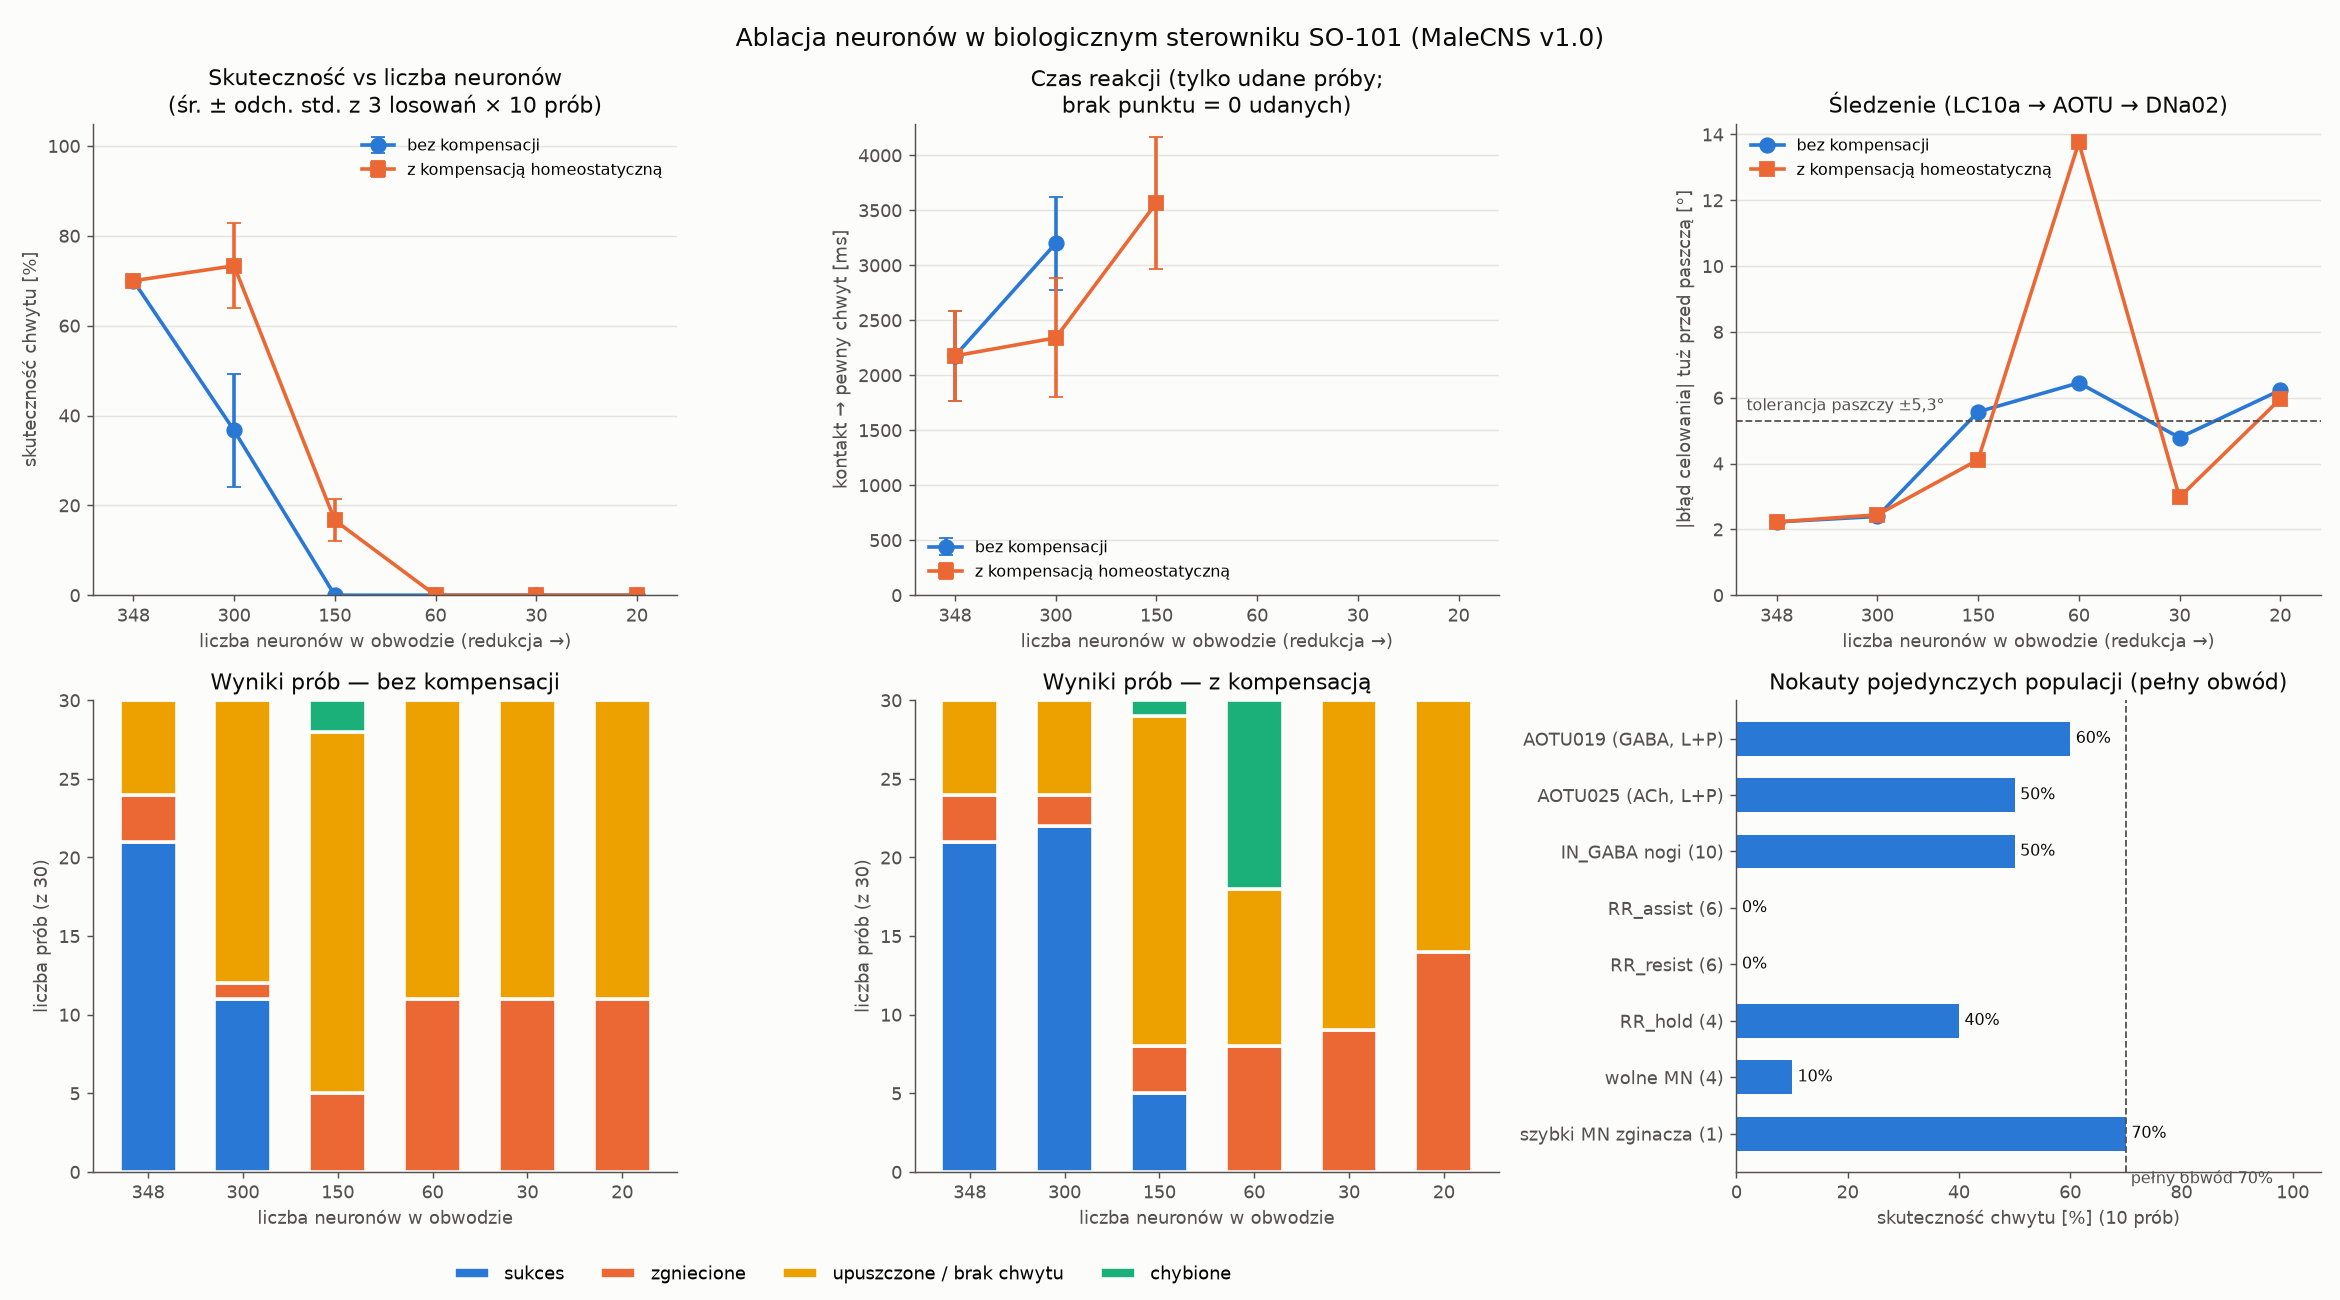 Ablacja neuronów w biologicznym sterowniku SO-101 (MaleCNS v1.0)
Skuteczność vs liczba neuronów
(śr. ± odch. std. z 3 losowań × 10 prób)
bez kompensacji
z kompensacją homeostatyczną
skuteczność chwytu [%]
100
80
60
40
20
0
348 300 150 60 30 20
liczba neuronów w obwodzie (redukcja →)
Czas reakcji (tylko udane próby;
brak punktu = 0 udanych)
kontakt → pewny chwyt [ms]
4000
3500
3000
2500
2000
1500
1000
500
0
bez kompensacji
z kompensacją homeostatyczną
348 300 150 60 30 20
liczba neuronów w obwodzie (redukcja →)
Śledzenie (LC10a → AOTU → DNa02)
bez kompensacji
z kompensacją homeostatyczną
|błąd celowania| tuż przed paszczą [°]
14
12
10
8
6
4
2
0
tolerancja paszczy ±5,3°
348 300 150 60 30 20
liczba neuronów w obwodzie (redukcja →)
Wyniki prób — bez kompensacji
liczba prób (z 30)
30
25
20
15
10
5
0
348 300 150 60 30 20
liczba neuronów w obwodzie
Wyniki prób — z kompensacją
liczba prób (z 30)
30
25
20
15
10
5
0
348 300 150 60 30 20
liczba neuronów w obwodzie
Nokauty pojedynczych populacji (pełny obwód)
AOTU019 (GABA, L+P) 60%
AOTU025 (ACh, L+P) 50%
IN_GABA nogi (10) 50%
RR_assist (6) 0%
RR_resist (6) 0%
RR_hold (4) 40%
wolne MN (4) 10%
szybki MN zginacza (1) 70%
pełny obwód 70%
0 20 40 60 80 100
skuteczność chwytu [%] (10 prób)
sukces zgniecione upuszczone / brak chwytu chybione